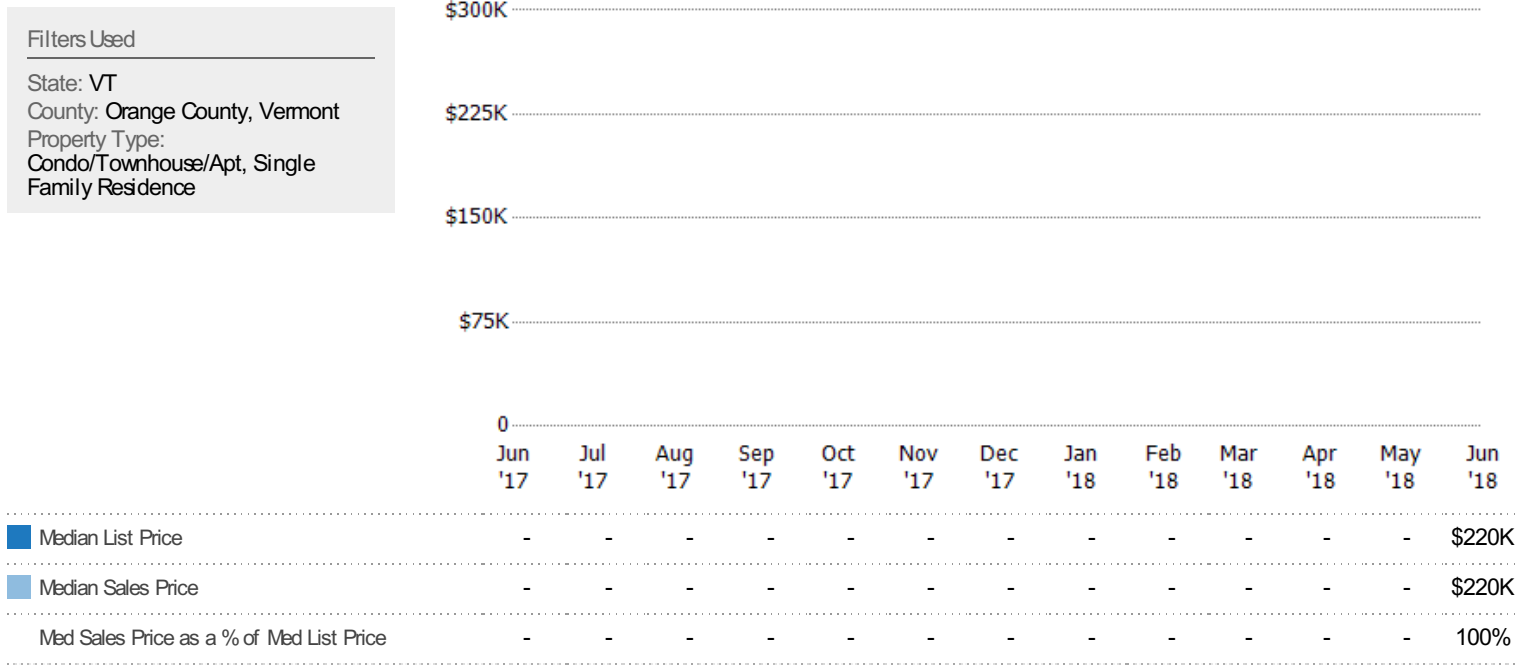 Filters Used
State: VT
County: Orange County, Vermont
Property Type:
Condo/Townhouse/Apt, Single
Family Residence
$300K
$225K
$150K
$75K
0
Jun Jul Aug Sep Oct Nov Dec Jan Feb Mar Apr May Jun
'17 '17 '17 '17 '17 '17 '17 '18 '18 '18 '18 '18 '18
Median List Price - - - - - - - - - - - - $220K
Median Sales Price - - - - - - - - - - - - $220K
Med Sales Price as a % of Med List Price - - - - - - - - - - - - 100%